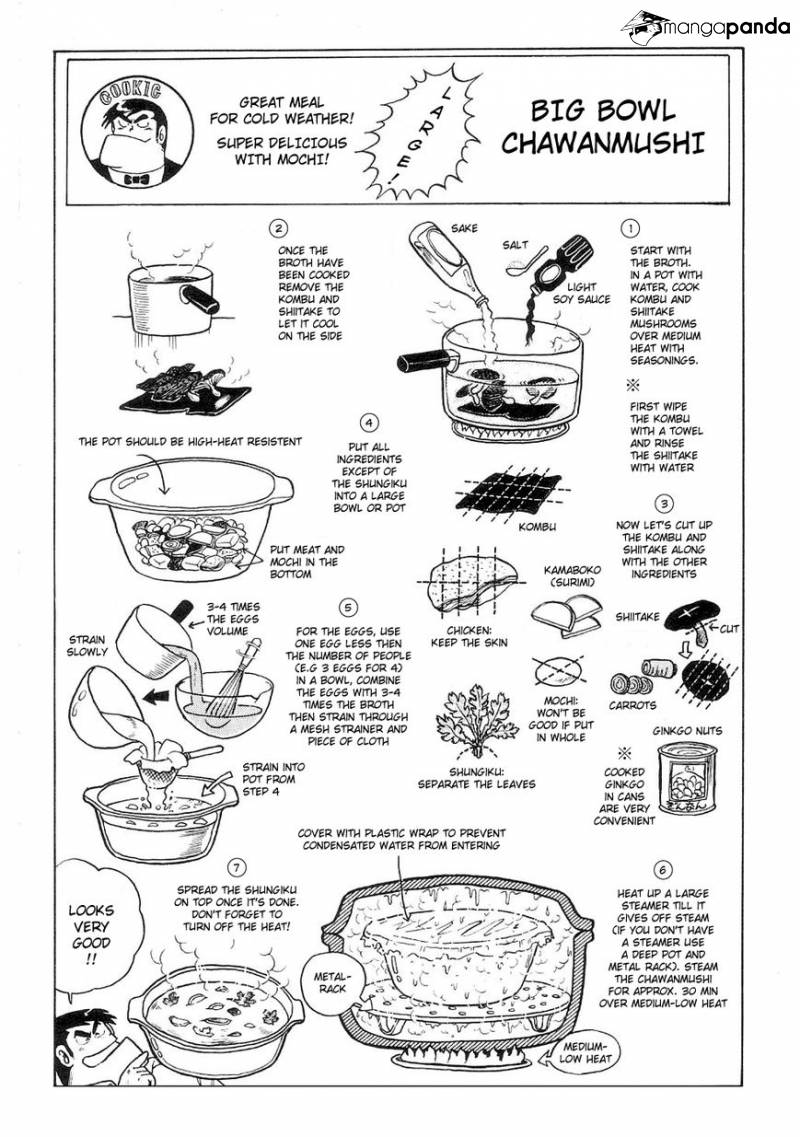 mangapanda
COOKIG
GREAT MEAL
FOR COLD WEATHER!
SUPER DELICIOUS
WITH MOCHI!
LARGE!
BIG BOWL
CHAWANMUSHI
1
START WITH
THE BROTH.
IN A POT WITH
WATER, COOK
KOMBU AND
SHIITAKE
MUSHROOMS
OVER MEDIUM
HEAT WITH
SEASONINGS.
※
FIRST WIPE
THE KOMBU
WITH A TOWEL
AND RINSE
THE SHIITAKE
WITH WATER
SAKE
SALT
LIGHT
SOY SAUCE
2
ONCE THE
BROTH HAVE
BEEN COOKED
REMOVE THE
KOMBU AND
SHIITAKE TO
LET IT COOL
ON THE SIDE
3
NOW LET'S CUT UP
THE KOMBU AND
SHIITAKE ALONG
WITH THE OTHER
INGREDIENTS
KOMBU
KAMABOKO
(SURIMI)
CHICKEN:
KEEP THE SKIN
SHIITAKE
CUT
CARROTS
MOCHI:
WON'T BE
GOOD IF PUT
IN WHOLE
SHUNGIKU:
SEPARATE THE LEAVES
GINKGO NUTS
※
COOKED
GINKGO
IN CANS
ARE VERY
CONVENIENT
ぎんなん
4
PUT ALL
INGREDIENTS
EXCEPT OF
THE SHUNGIKU
INTO A LARGE
BOWL OR POT
THE POT SHOULD BE HIGH-HEAT RESISTENT
PUT MEAT AND
MOCHI IN THE
BOTTOM
5
FOR THE EGGS, USE
ONE EGG LESS THEN
THE NUMBER OF PEOPLE
(E.G 3 EGGS FOR 4)
IN A BOWL, COMBINE
THE EGGS WITH 3-4
TIMES THE BROTH
THEN STRAIN THROUGH
A MESH STRAINER AND
PIECE OF CLOTH
3-4 TIMES
THE EGGS
VOLUME
STRAIN
SLOWLY
STRAIN INTO
POT FROM
STEP 4
6
HEAT UP A LARGE
STEAMER TILL IT
GIVES OFF STEAM
(IF YOU DON'T HAVE
A STEAMER USE
A DEEP POT AND
METAL RACK). STEAM
THE CHAWANMUSHI
FOR APPROX. 30 MIN
OVER MEDIUM-LOW HEAT
COVER WITH PLASTIC WRAP TO PREVENT
CONDENSATED WATER FROM ENTERING
METAL-
RACK
MEDIUM-
LOW HEAT
7
SPREAD THE SHUNGIKU
ON TOP ONCE IT'S DONE.
DON'T FORGET TO
TURN OFF THE HEAT!
LOOKS
VERY
GOOD
!!